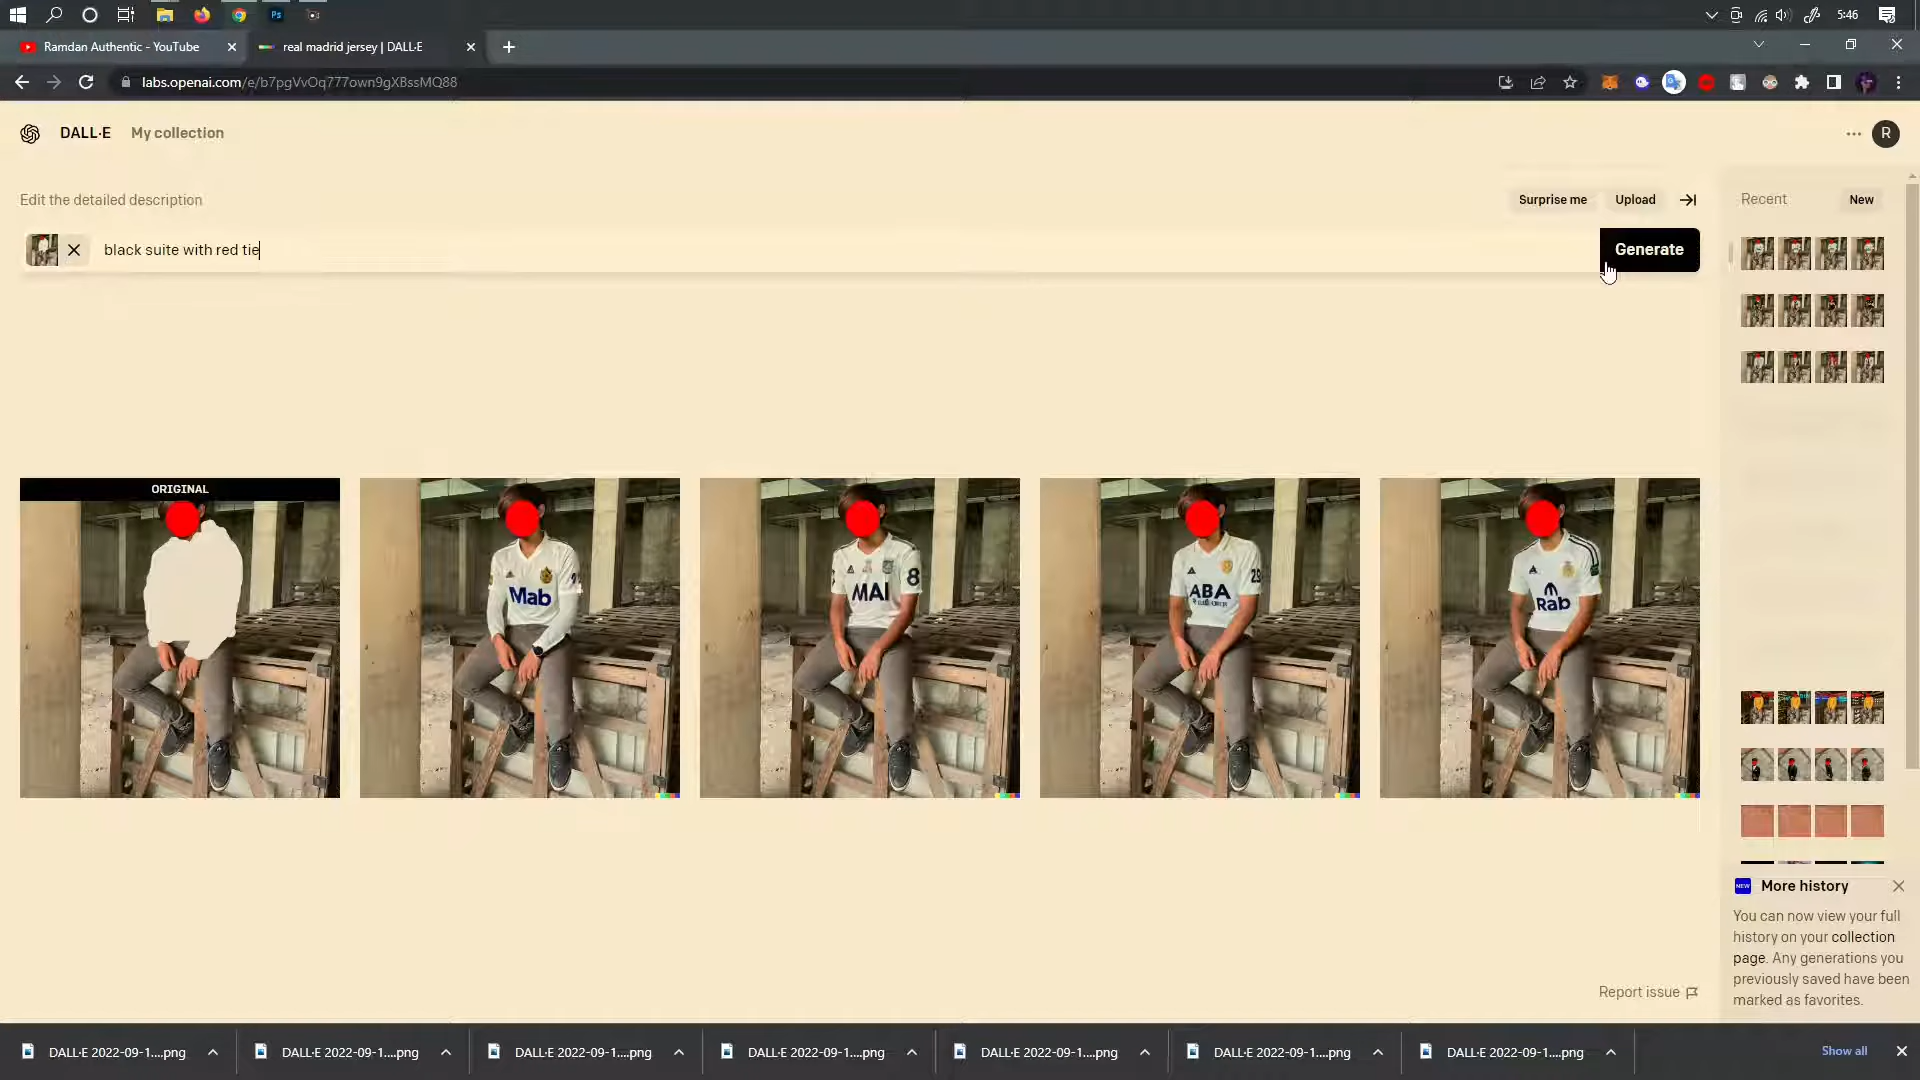 5:46
Ramdan Authentic - YouTube
real madrid jersey | DALL·E
labs.openai.com/e/b7pgVvOq777own9gXBssMQ88
DALL·E
My collection
R
Edit the detailed description
Surprise me
Upload
Recent
New
black suite with red tie
Generate
ORIGINAL
Mab
MAI
8
ABA
Rab
NEW
More history
You can now view your full
history on your collection
page. Any generations you
previously saved have been
marked as favorites.
Report issue
DALL·E 2022-09-1....png
DALL·E 2022-09-1....png
DALL·E 2022-09-1....png
DALL·E 2022-09-1....png
DALL·E 2022-09-1....png
DALL·E 2022-09-1....png
DALL·E 2022-09-1....png
Show all